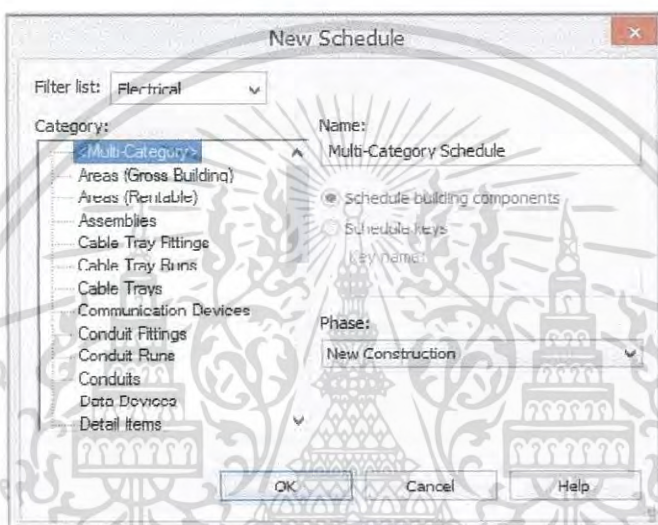 New Schedule
Filter list: Electrical
Category:
<Multi-Category>
Areas (Gross Building)
Areas (Rentable)
Assemblies
Cable Tray Fittings
Cable Tray Runs
Cable Trays
Communication Devices
Conduit Fittings
Conduit Runs
Conduits
Data Devices
Detail Items
Name:
Multi-Category Schedule
Schedule building components
Schedule keys
Key name:
Phase:
New Construction
OK Cancel Help